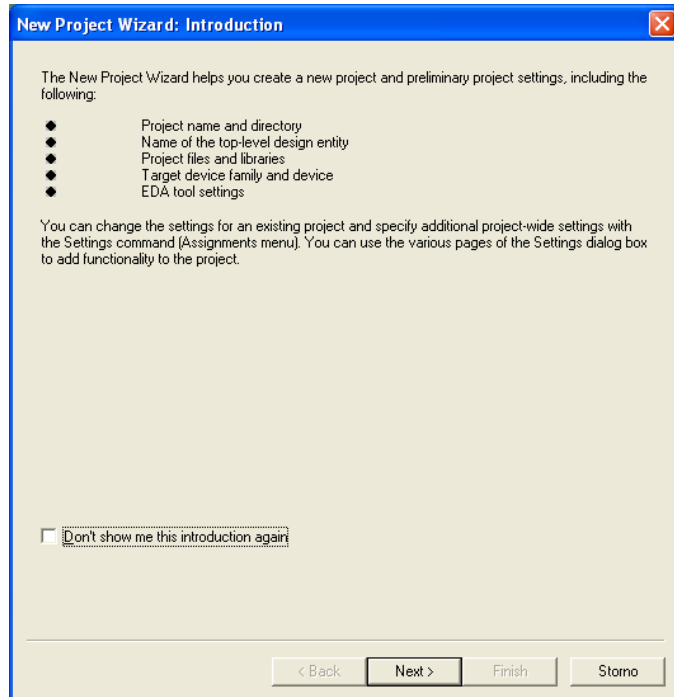 New Project Wizard: Introduction
The New Project Wizard helps you create a new project and preliminary project settings, including the
following:
Project name and directory
Name of the top-level design entity
Project files and libraries
Target device family and device
EDA tool settings
You can change the settings for an existing project and specify additional project-wide settings with
the Settings command (Assignments menu). You can use the various pages of the Settings dialog box
to add functionality to the project.
Don't show me this introduction again
< Back Next > Finish Storno